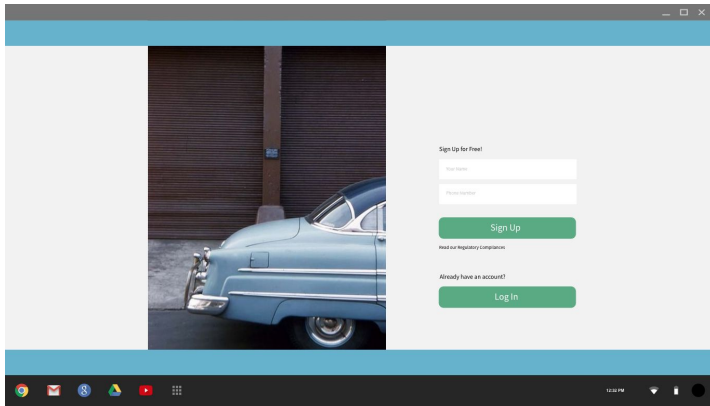 Sign Up for Free!
Your Name
Phone Number
Sign Up
Read our Regulatory Compliances
Already have an account?
Log In
12:32 PM